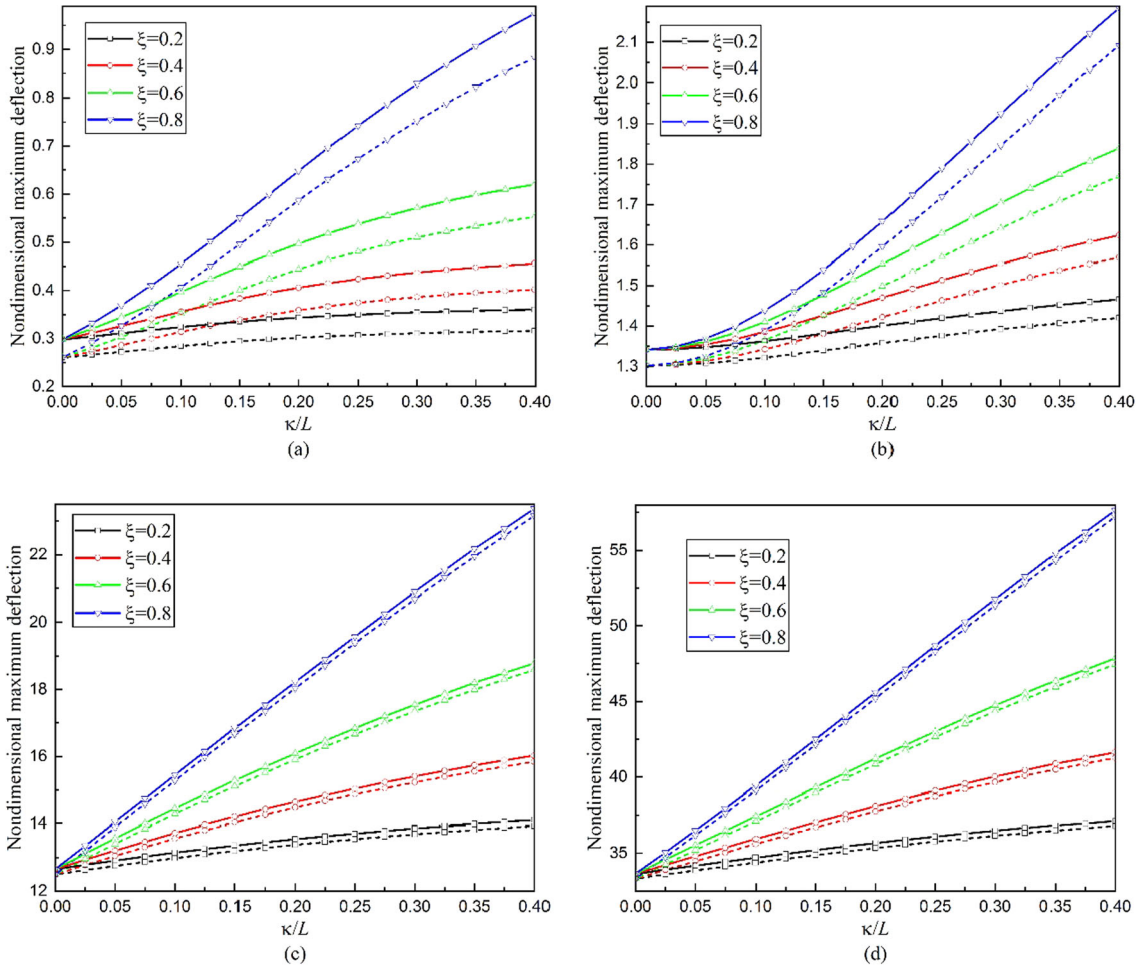 Nondimensional maximum deflection
0.9
0.8
0.7
0.6
0.5
0.4
0.3
0.2
ξ=0.2
ξ=0.4
ξ=0.6
ξ=0.8
0.00 0.05 0.10 0.15 0.20 0.25 0.30 0.35 0.40
κ/L
(a)
Nondimensional maximum deflection
2.1
2.0
1.9
1.8
1.7
1.6
1.5
1.4
1.3
ξ=0.2
ξ=0.4
ξ=0.6
ξ=0.8
0.00 0.05 0.10 0.15 0.20 0.25 0.30 0.35 0.40
κ/L
(b)
Nondimensional maximum deflection
22
20
18
16
14
12
ξ=0.2
ξ=0.4
ξ=0.6
ξ=0.8
0.00 0.05 0.10 0.15 0.20 0.25 0.30 0.35 0.40
κ/L
(c)
Nondimensional maximum deflection
55
50
45
40
35
ξ=0.2
ξ=0.4
ξ=0.6
ξ=0.8
0.00 0.05 0.10 0.15 0.20 0.25 0.30 0.35 0.40
κ/L
(d)